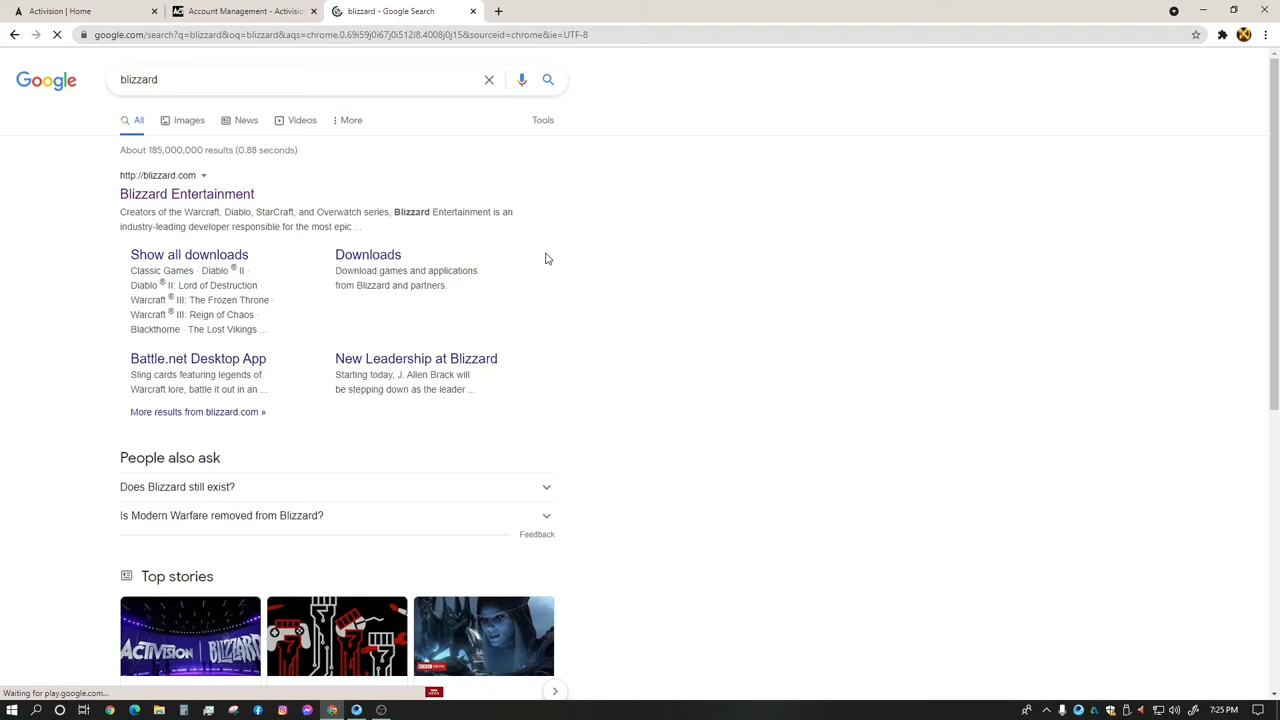 Activision | Home
Account Management - Activision
blizzard - Google Search
google.com/search?q=blizzard&oq=blizzard&aqs=chrome.0.69i59j0i67j0i512l8.4008j0j15&sourceid=chrome&ie=UTF-8
Google
blizzard
All
Images
News
Videos
More
Tools
About 185,000,000 results (0.88 seconds)
http://blizzard.com
Blizzard Entertainment
Creators of the Warcraft, Diablo, StarCraft, and Overwatch series, Blizzard Entertainment is an
industry-leading developer responsible for the most epic ...
Show all downloads
Classic Games · Diablo ® II ·
Diablo ® II: Lord of Destruction ·
Warcraft ® III: The Frozen Throne ·
Warcraft ® III: Reign of Chaos ·
Blackthorne · The Lost Vikings ...
Downloads
Download games and applications
from Blizzard and partners.
Battle.net Desktop App
Sling cards featuring legends of
Warcraft lore, battle it out in an ...
New Leadership at Blizzard
Starting today, J. Allen Brack will
be stepping down as the leader ...
More results from blizzard.com »
People also ask
Does Blizzard still exist?
Is Modern Warfare removed from Blizzard?
Feedback
Top stories
ACTIVISION | BLIZZARD
BBC NEWS
Waiting for play.google.com...
7:25 PM